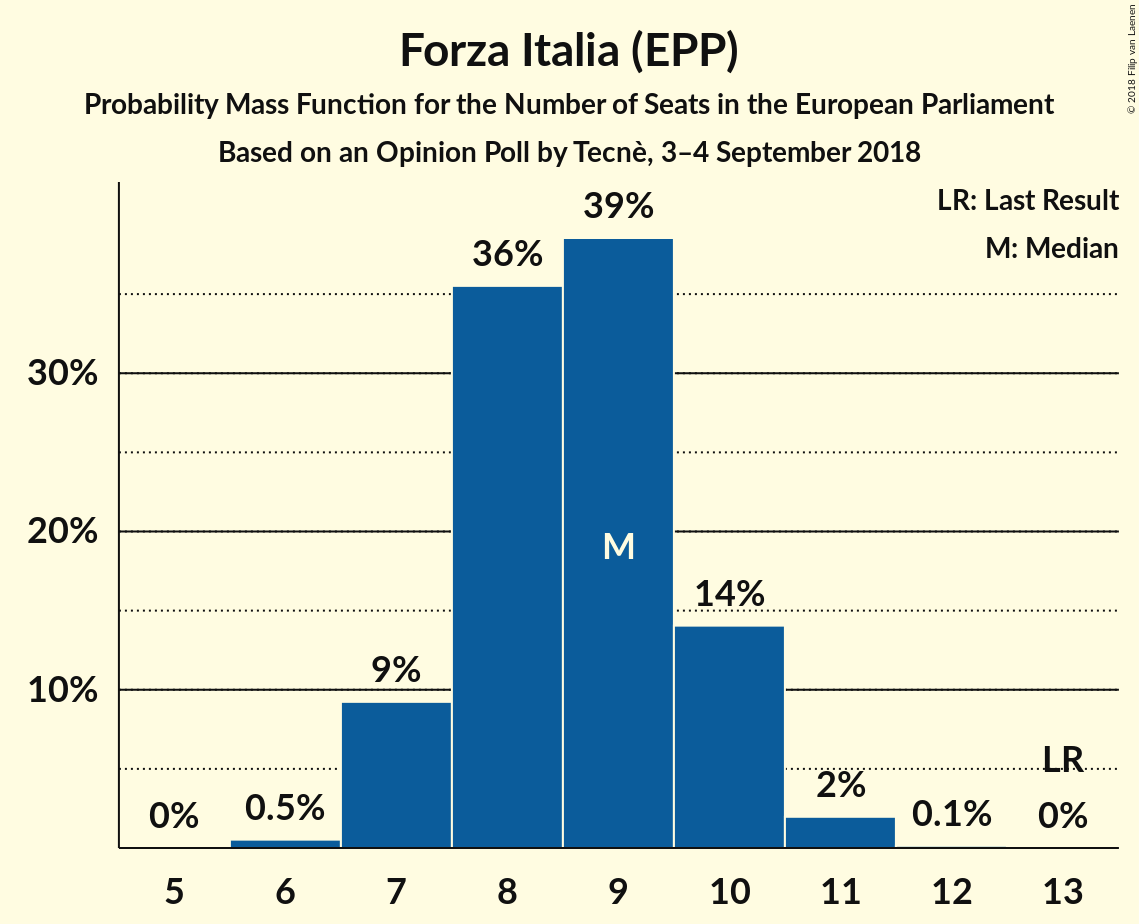 Forza Italia (EPP)
Probability Mass Function for the Number of Seats in the European Parliament
Based on an Opinion Poll by Tecnè, 3–4 September 2018
© 2018 Filip van Laenen
LR: Last Result
M: Median
39%
36%
30%
20%
M
14%
9%
10%
LR
2%
0%
0.5%
0.1%
0%
5 6 7 8 9 10 11 12 13